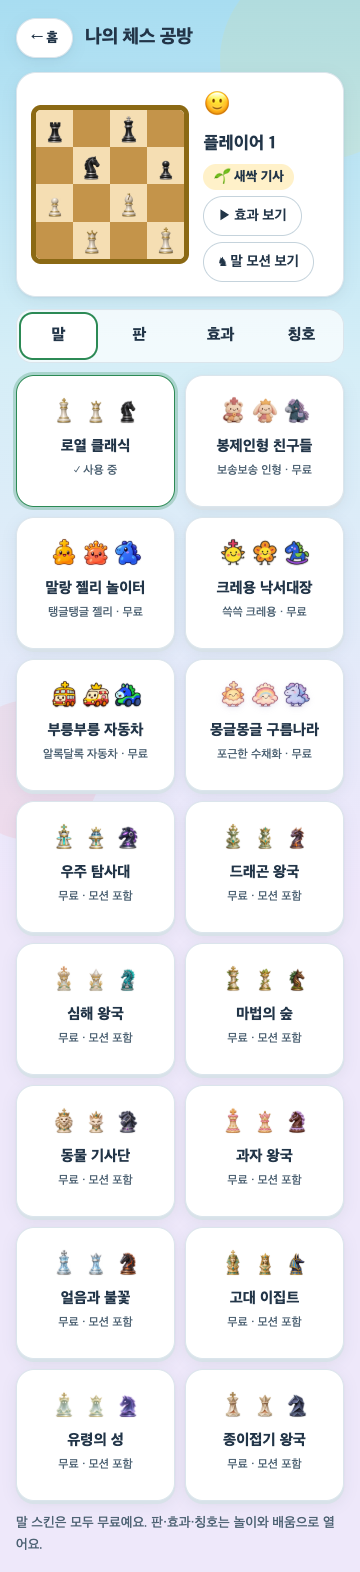 ← 홈
나의 체스 공방
플레이어 1
🌱 새싹 기사
▶ 효과 보기
♞ 말 모션 보기
말
판
효과
칭호
로열 클래식
✓ 사용 중
봉제인형 친구들
보송보송 인형 · 무료
말랑 젤리 놀이터
탱글탱글 젤리 · 무료
크레용 낙서대장
쓱쓱 크레용 · 무료
부릉부릉 자동차
알록달록 자동차 · 무료
몽글몽글 구름나라
포근한 수채화 · 무료
우주 탐사대
무료 · 모션 포함
드래곤 왕국
무료 · 모션 포함
심해 왕국
무료 · 모션 포함
마법의 숲
무료 · 모션 포함
동물 기사단
무료 · 모션 포함
과자 왕국
무료 · 모션 포함
얼음과 불꽃
무료 · 모션 포함
고대 이집트
무료 · 모션 포함
유령의 성
무료 · 모션 포함
종이접기 왕국
무료 · 모션 포함
말 스킨은 모두 무료예요. 판·효과·칭호는 놀이와 배움으로 열
어요.